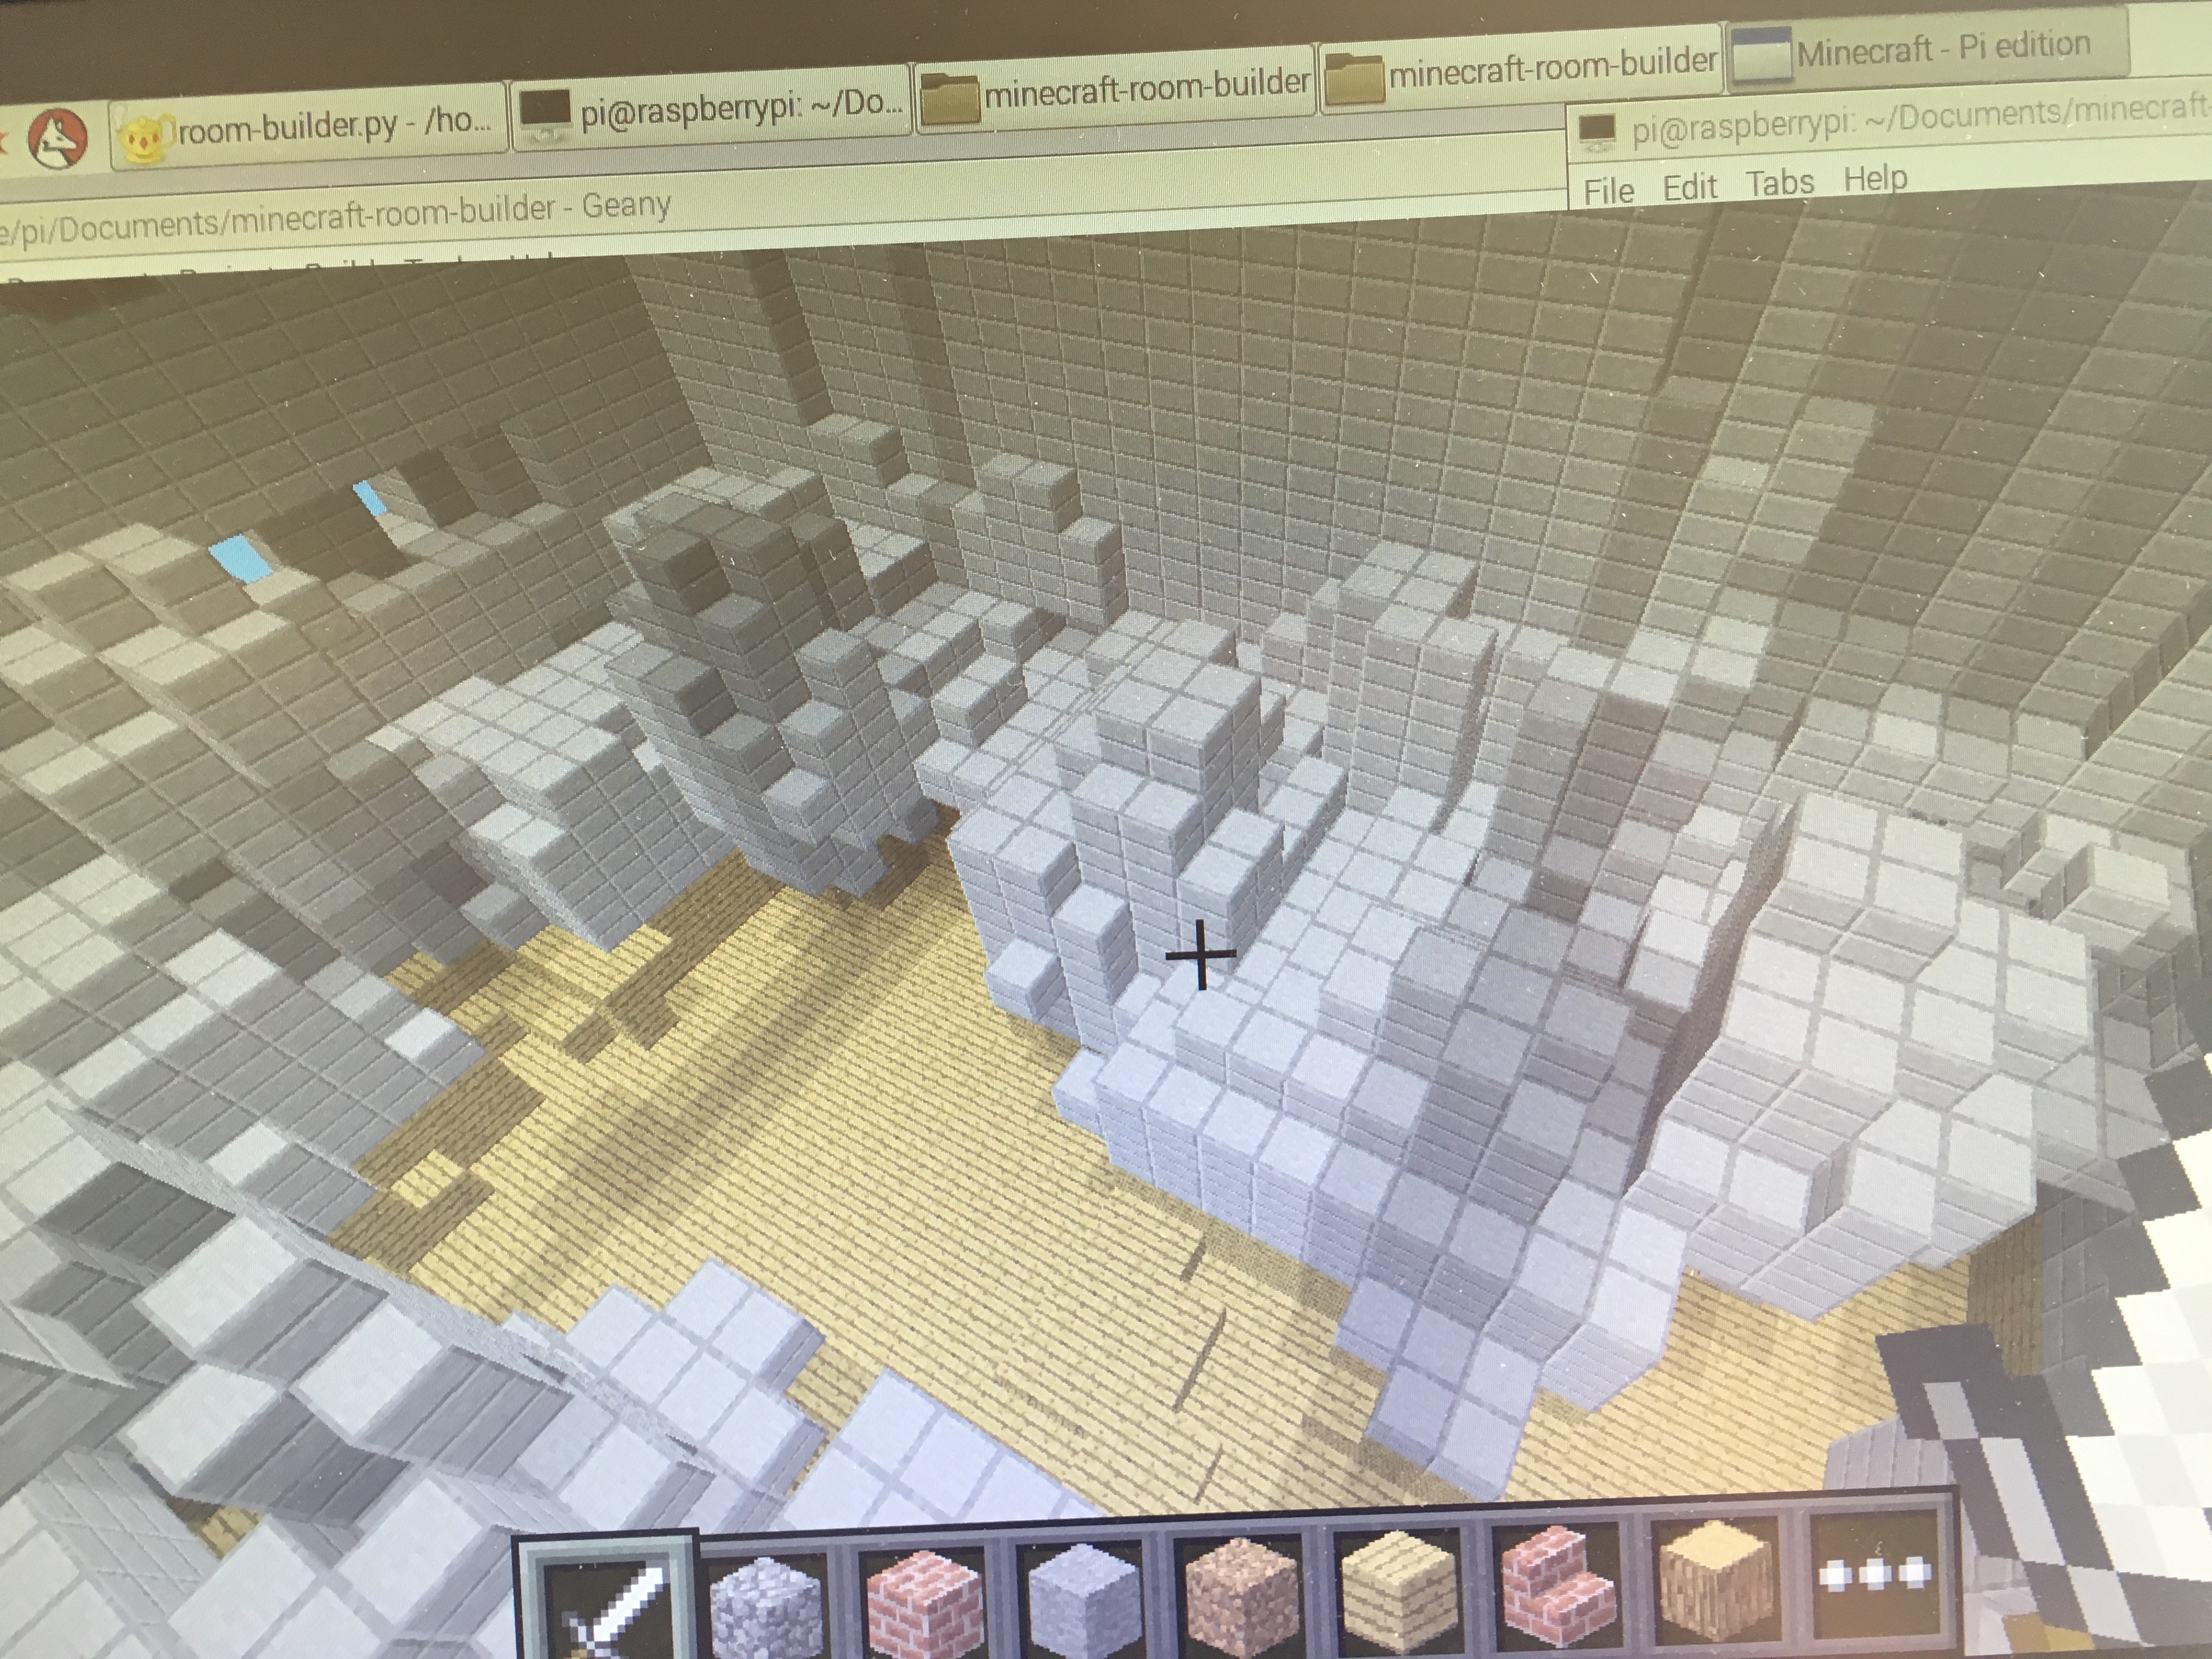 room-builder.py - /ho... pi@raspberrypi: ~/Do... minecraft-room-builder minecraft-room-builder Minecraft - Pi edition
pi@raspberrypi: ~/Documents/minecraft-
e/pi/Documents/minecraft-room-builder - Geany
File Edit Tabs Help